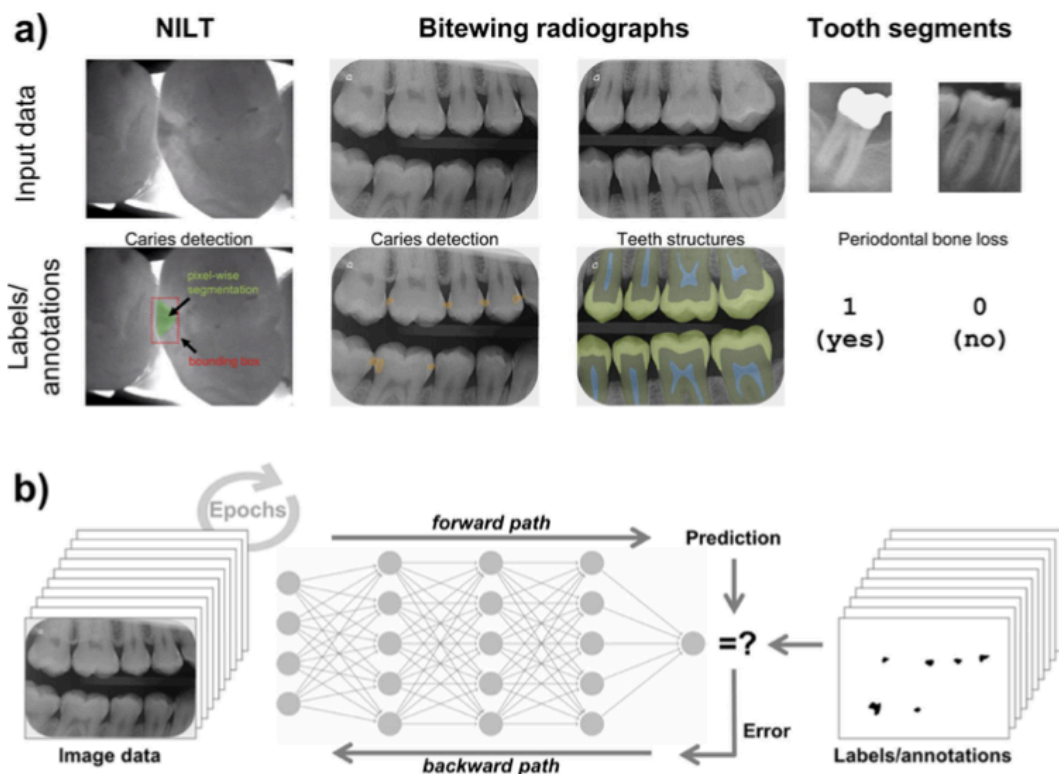 a)
NILT
Bitewing radiographs
Tooth segments
Input data
Labels/
annotations
Caries detection
Caries detection
Teeth structures
Periodontal bone loss
pixel-wise
segmentation
bounding box
1
(yes)
0
(no)
b)
Epochs
forward path
Prediction
=?
Error
backward path
Image data
Labels/annotations